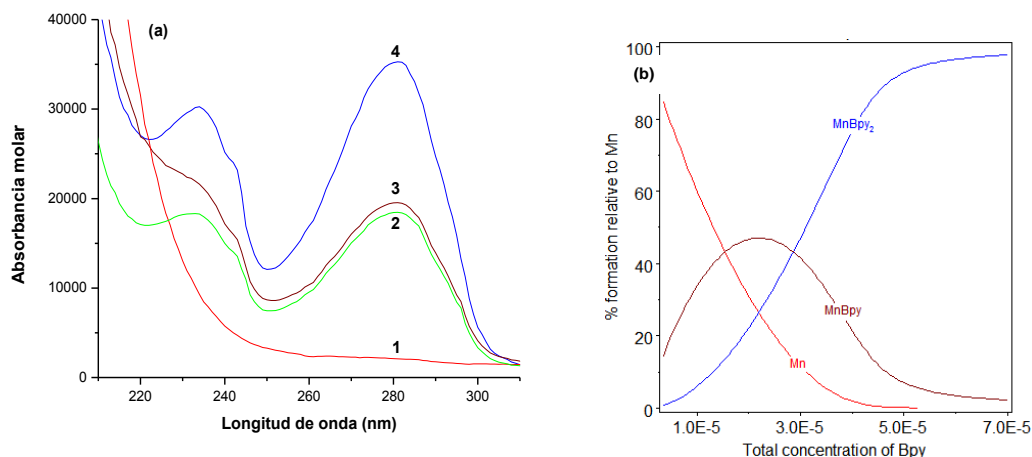 (a)
40000
30000
20000
10000
0
Absorbancia molar
4
3
2
1
220 240 260 280 300
Longitud de onda (nm)
(b)
100
80
60
40
20
0
% formation relative to Mn
MnBpy₂
MnBpy
Mn
1.0E-5 3.0E-5 5.0E-5 7.0E-5
Total concentration of Bpy